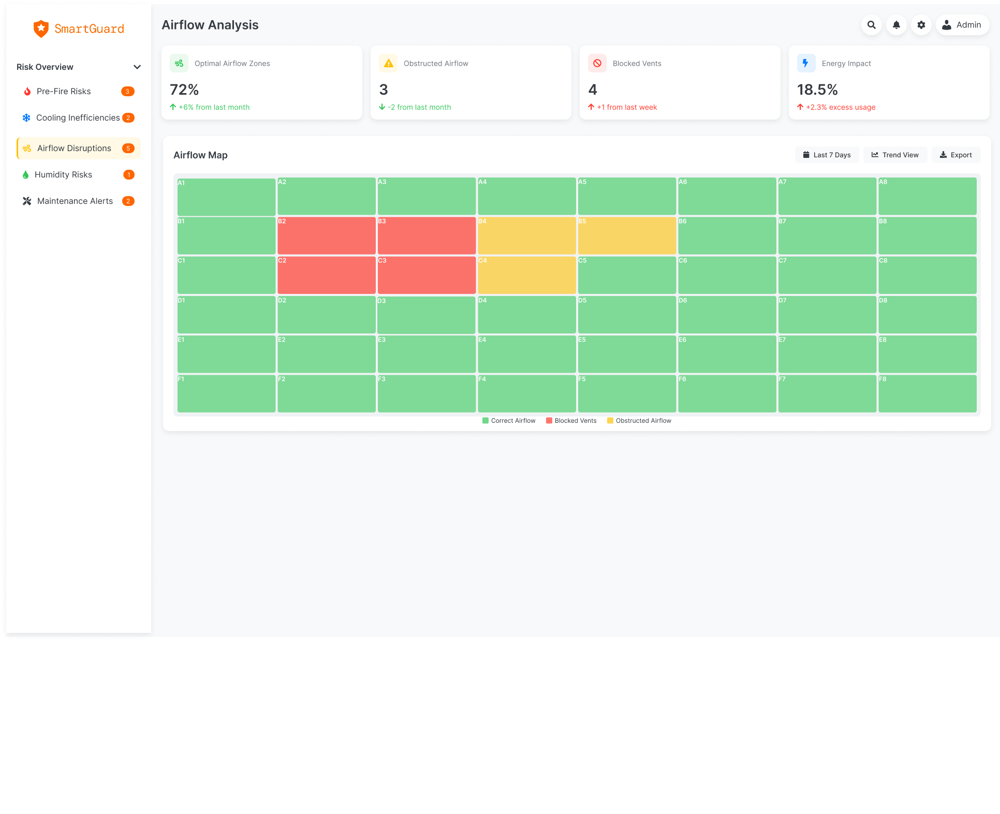 SmartGuard
Risk Overview
Pre-Fire Risks 3
Cooling Inefficiencies 2
Airflow Disruptions 5
Humidity Risks 1
Maintenance Alerts 2
Airflow Analysis
Admin
Optimal Airflow Zones
72%
+6% from last month
Obstructed Airflow
3
-2 from last month
Blocked Vents
4
+1 from last week
Energy Impact
18.5%
+2.3% excess usage
Airflow Map
Last 7 Days
Trend View
Export
A1 A2 A3 A4 A5 A6 A7 A8
B1 B2 B3 B4 B5 B6 B7 B8
C1 C2 C3 C4 C5 C6 C7 C8
D1 D2 D3 D4 D5 D6 D7 D8
E1 E2 E3 E4 E5 E6 E7 E8
F1 F2 F3 F4 F5 F6 F7 F8
Correct Airflow Blocked Vents Obstructed Airflow